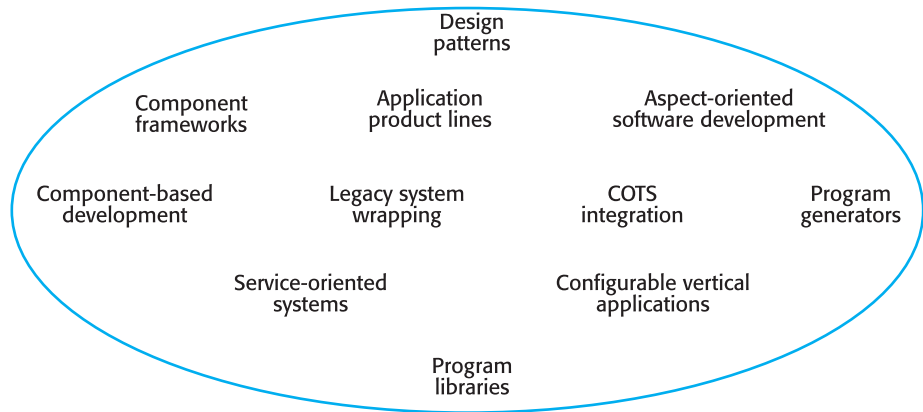 Design
patterns
Component
frameworks
Application
product lines
Aspect-oriented
software development
Component-based
development
Legacy system
wrapping
COTS
integration
Program
generators
Service-oriented
systems
Configurable vertical
applications
Program
libraries